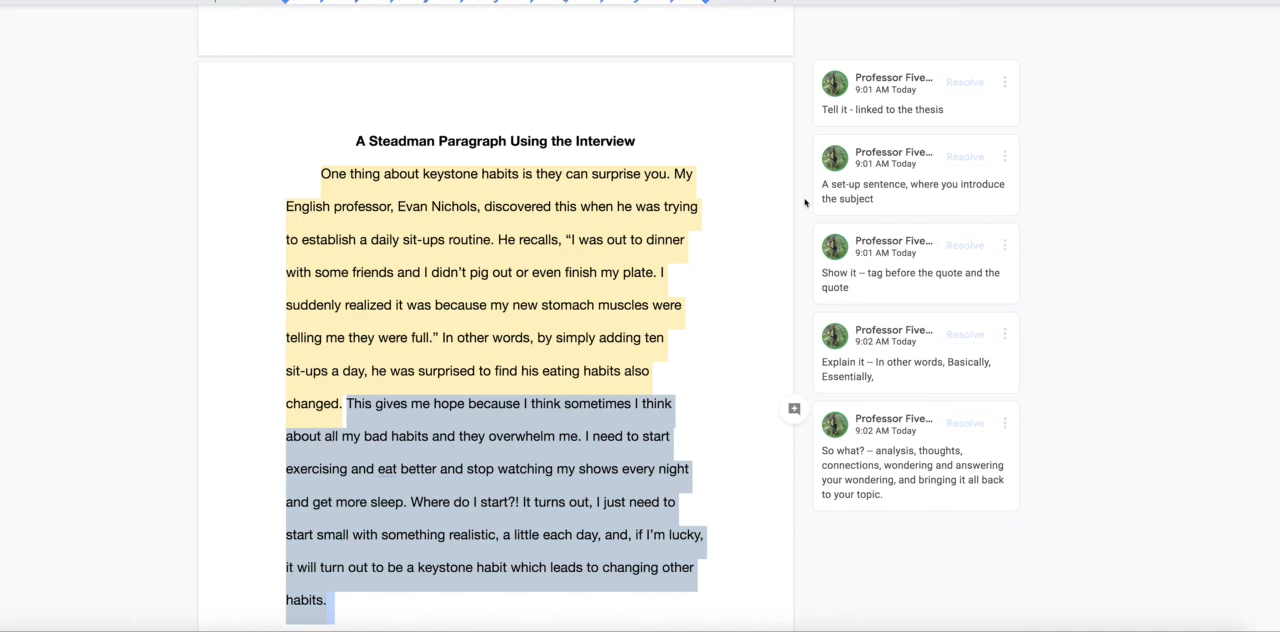 A Steadman Paragraph Using the Interview
One thing about keystone habits is they can surprise you. My
English professor, Evan Nichols, discovered this when he was trying
to establish a daily sit-ups routine. He recalls, “I was out to dinner
with some friends and I didn’t pig out or even finish my plate. I
suddenly realized it was because my new stomach muscles were
telling me they were full.” In other words, by simply adding ten
sit-ups a day, he was surprised to find his eating habits also
changed. This gives me hope because I think sometimes I think
about all my bad habits and they overwhelm me. I need to start
exercising and eat better and stop watching my shows every night
and get more sleep. Where do I start?! It turns out, I just need to
start small with something realistic, a little each day, and, if I’m lucky,
it will turn out to be a keystone habit which leads to changing other
habits.
Professor Five...
Resolve
9:01 AM Today
Tell it - linked to the thesis
Professor Five...
Resolve
9:01 AM Today
A set-up sentence, where you introduce
the subject
Professor Five...
Resolve
9:01 AM Today
Show it -- tag before the quote and the
quote
Professor Five...
Resolve
9:02 AM Today
Explain it -- In other words, Basically,
Essentially,
Professor Five...
Resolve
9:02 AM Today
So what? -- analysis, thoughts,
connections, wondering and answering
your wondering, and bringing it all back
to your topic.